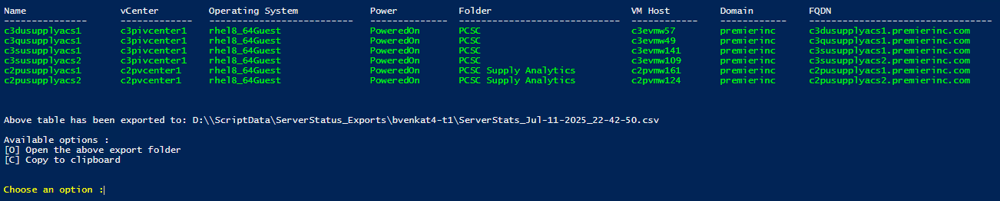 Name vCenter Operating System Power Folder VM Host Domain FQDN
c3dusupplyacs1 c3pivcenter1 rhel8_64Guest PoweredOn PCSC c3evmw57 premierinc c3dusupplyacs1.premierinc.com
c3qusupplyacs1 c3pivcenter1 rhel8_64Guest PoweredOn PCSC c3evmw49 premierinc c3qusupplyacs1.premierinc.com
c3susupplyacs1 c3pivcenter1 rhel8_64Guest PoweredOn PCSC c3evmw141 premierinc c3susupplyacs1.premierinc.com
c3susupplyacs2 c3pivcenter1 rhel8_64Guest PoweredOn PCSC c3evmw109 premierinc c3susupplyacs2.premierinc.com
c2pusupplyacs1 c2pvcenter1 rhel8_64Guest PoweredOn PCSC Supply Analytics c2pvmw161 premierinc c2pusupplyacs1.premierinc.com
c2pusupplyacs2 c2pvcenter1 rhel8_64Guest PoweredOn PCSC Supply Analytics c2pvmw124 premierinc c2pusupplyacs2.premierinc.com
Above table has been exported to: D:\\ScriptData\ServerStatus_Exports\bvenkat4-t1\ServerStats_Jul-11-2025_22-42-50.csv
Available options :
[O] Open the above export folder
[C] Copy to clipboard
Choose an option :